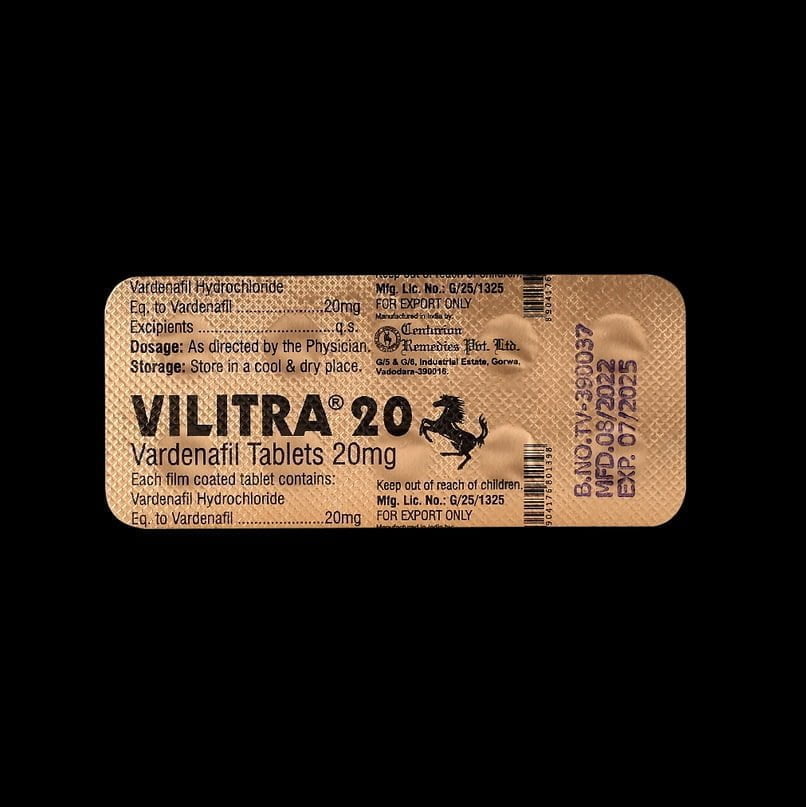 Vardenafil Hydrochloride
Eq. to Vardenafil ........................20mg
Excipients ......................................q.s.
Dosage: As directed by the Physician.
Storage: Store in a cool & dry place.
VILITRA® 20
Vardenafil Tablets 20mg
Each film coated tablet contains:
Vardenafil Hydrochloride
Eq. to Vardenafil ........................20mg
Keep out of reach of children.
Mfg. Lic. No.: G/25/1325
FOR EXPORT ONLY
Manufactured in India by:
Centurion
Remedies Pvt. Ltd.
G/5 & G/6, Industrial Estate, Gorwa,
Vadodara-390016.
Keep out of reach of children.
Mfg. Lic. No.: G/25/1325
FOR EXPORT ONLY
Manufactured in India by:
B.NO.TV-390037
MFD.08/2022
EXP. 07/2025